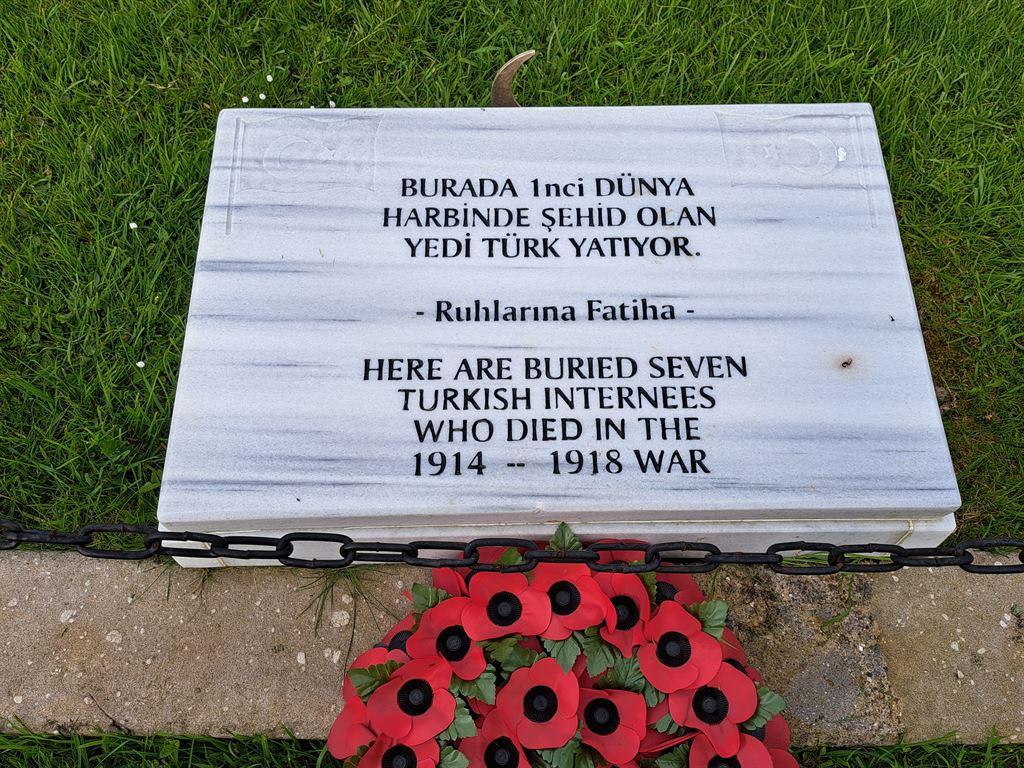 BURADA 1nci DÜNYA
HARBİNDE ŞEHİD OLAN
YEDİ TÜRK YATIYOR.
- Ruhlarına Fatiha -
HERE ARE BURIED SEVEN
TURKISH INTERNEES
WHO DIED IN THE
1914 -- 1918 WAR